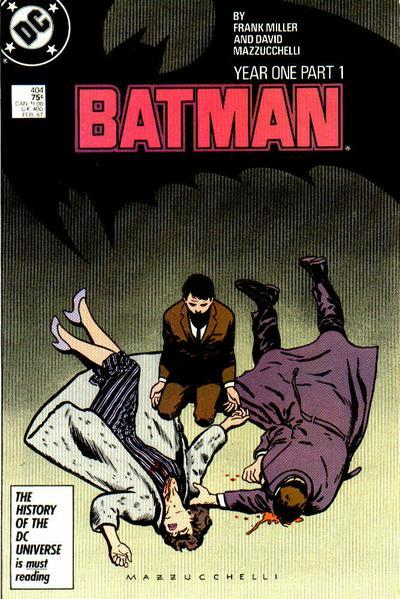 DC
BY
FRANK MILLER
AND DAVID
MAZZUCCHELLI
YEAR ONE PART 1
404
75¢
CAN. $1.00
UK 40p
FEB. 87
BATMAN
®
THE
HISTORY
OF THE
DC
UNIVERSE
is must
reading
MAZZUCCHELLI